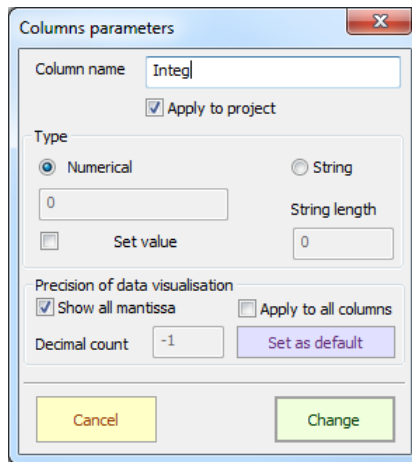 Columns parameters
Column name Integ
Apply to project
Type
Numerical String
0 String length
Set value 0
Precision of data visualisation
Show all mantissa Apply to all columns
Decimal count -1 Set as default
Cancel Change